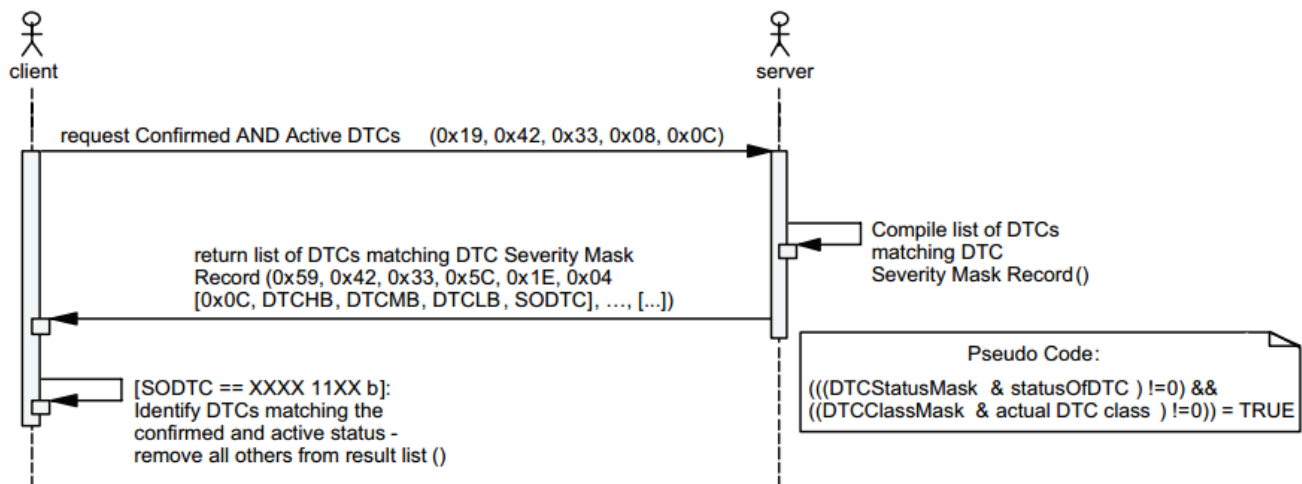 client
server
request Confirmed AND Active DTCs (0x19, 0x42, 0x33, 0x08, 0x0C)
Compile list of DTCs
matching DTC
Severity Mask Record()
return list of DTCs matching DTC Severity Mask
Record (0x59, 0x42, 0x33, 0x5C, 0x1E, 0x04
[0x0C, DTCHB, DTCMB, DTCLB, SODTC], …, [...])
Pseudo Code:
(((DTCStatusMask & statusOfDTC ) !=0) &&
((DTCClassMask & actual DTC class ) !=0)) = TRUE
[SODTC == XXXX 11XX b]:
Identify DTCs matching the
confirmed and active status -
remove all others from result list ()